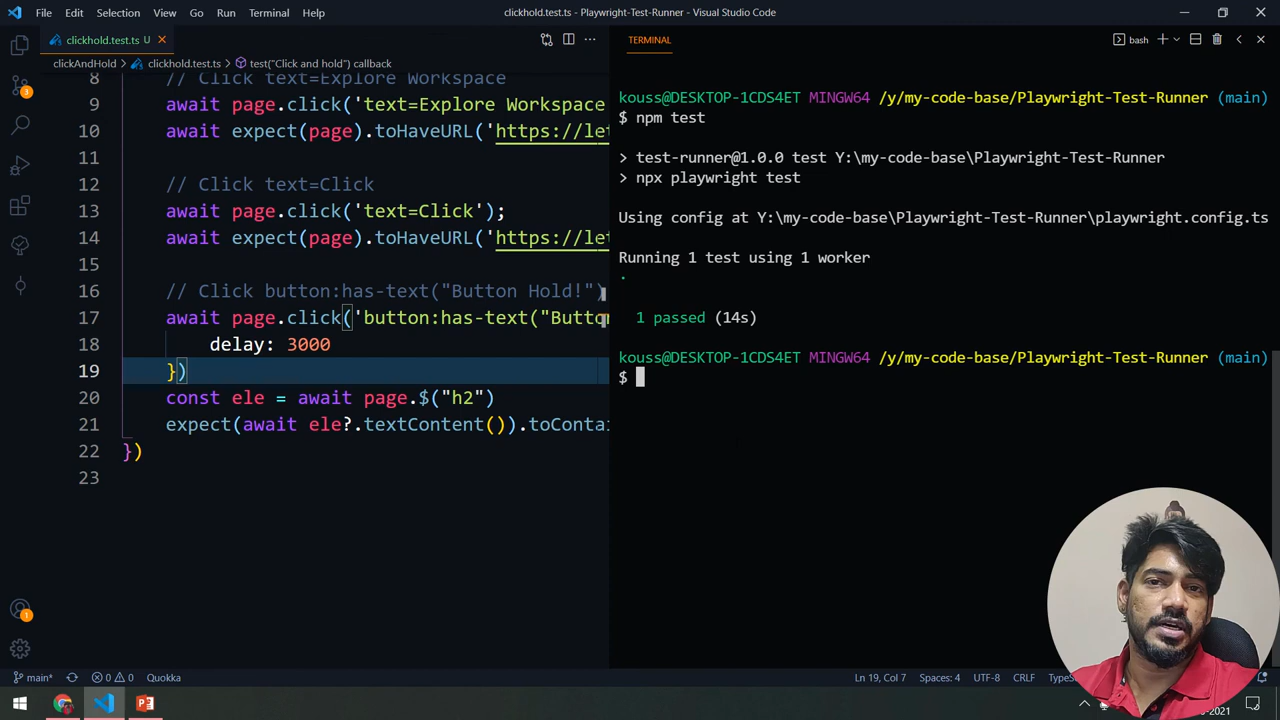 File Edit Selection View Go Run Terminal Help
clickhold.test.ts - Playwright-Test-Runner - Visual Studio Code
clickhold.test.ts U
clickAndHold > clickhold.test.ts > test("Click and hold") callback
8 // Click text=Explore Workspace
9 await page.click('text=Explore Workspace
10 await expect(page).toHaveURL('https://let
11
12 // Click text=Click
13 await page.click('text=Click');
14 await expect(page).toHaveURL('https://let
15
16 // Click button:has-text("Button Hold!")
17 await page.click('button:has-text("Butto
18 delay: 3000
19 })
20 const ele = await page.$("h2")
21 expect(await ele?.textContent()).toConta
22 })
23
TERMINAL
bash
kouss@DESKTOP-1CDS4ET MINGW64 /y/my-code-base/Playwright-Test-Runner (main)
$ npm test
> test-runner@1.0.0 test Y:\my-code-base\Playwright-Test-Runner
> npx playwright test
Using config at Y:\my-code-base\Playwright-Test-Runner\playwright.config.ts
Running 1 test using 1 worker
.
1 passed (14s)
kouss@DESKTOP-1CDS4ET MINGW64 /y/my-code-base/Playwright-Test-Runner (main)
$
3
1
main* 0 0 Quokka
Ln 19, Col 7 Spaces: 4 UTF-8 CRLF
-2021